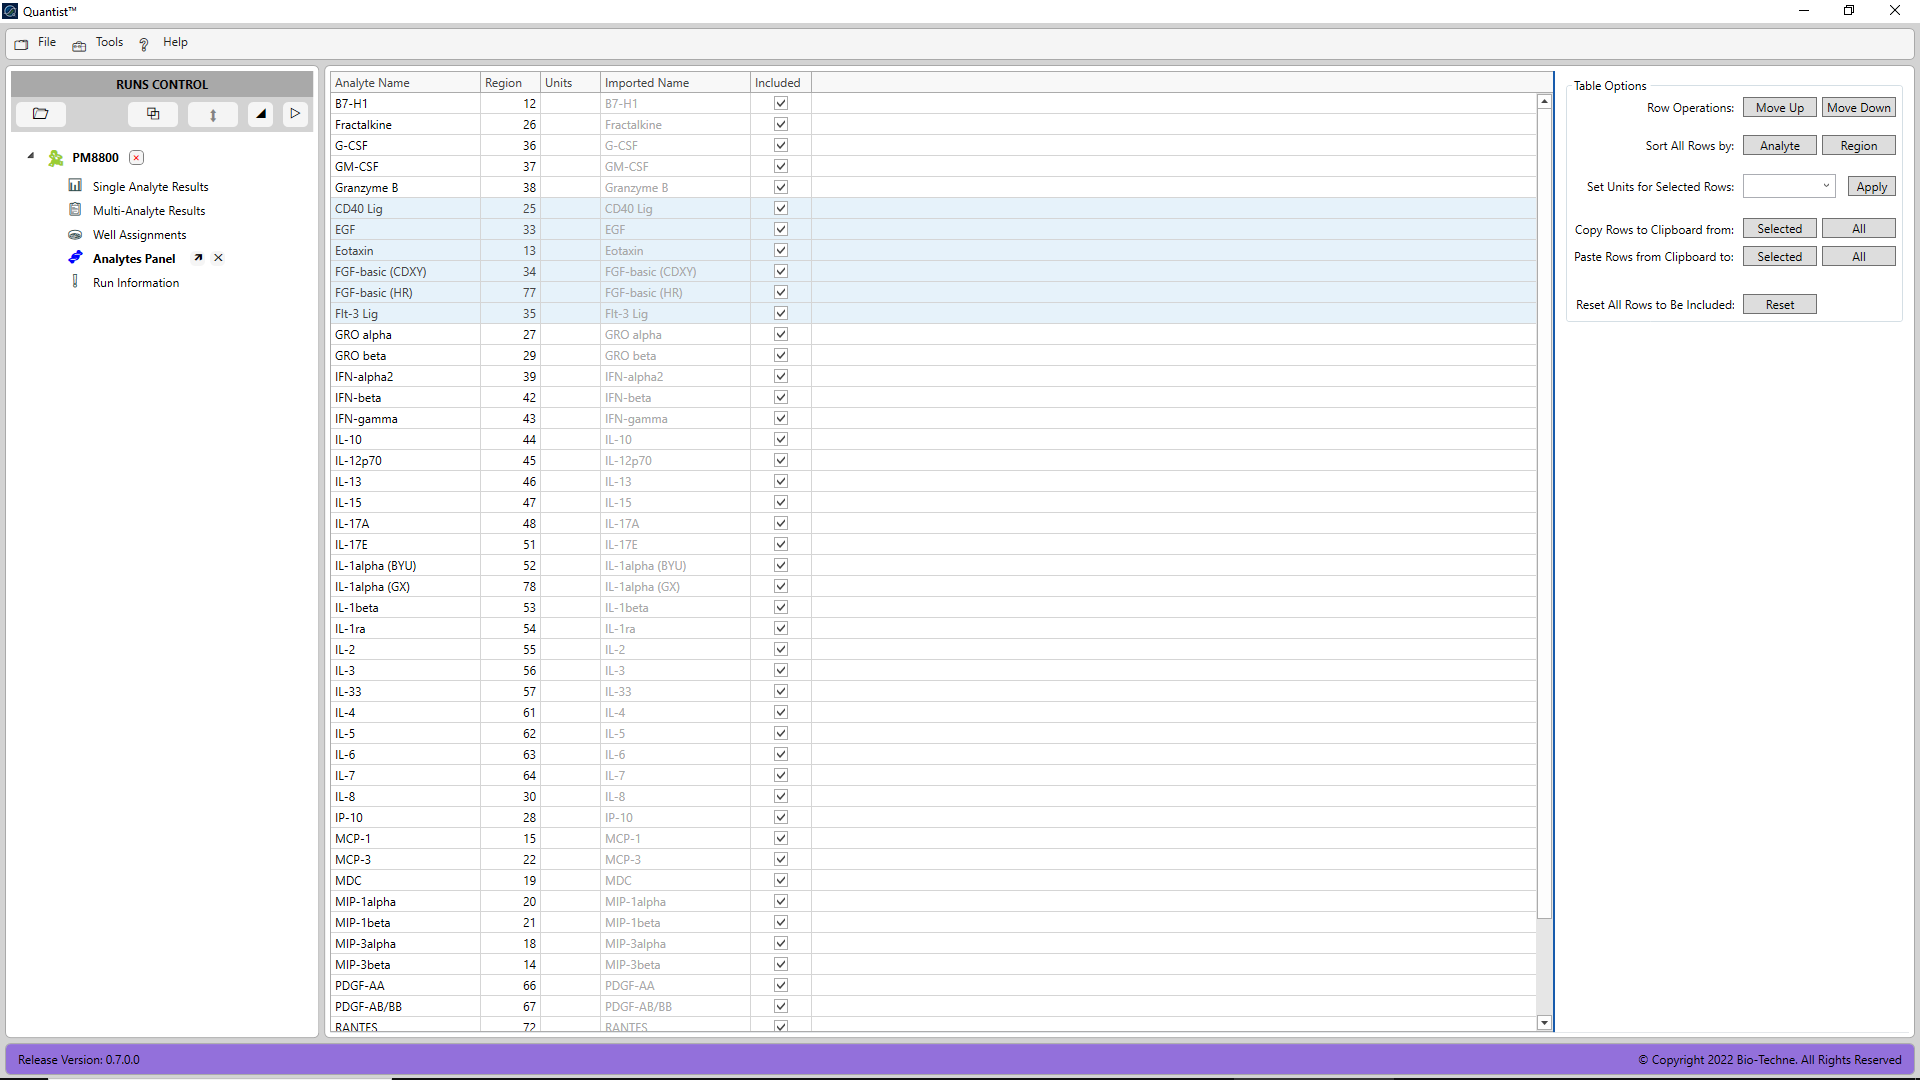 Quantist™
File Tools Help
RUNS CONTROL
PM8800
Single Analyte Results
Multi-Analyte Results
Well Assignments
Analytes Panel
Run Information
Analyte Name Region Units Imported Name Included
B7-H1 12 B7-H1
Fractalkine 26 Fractalkine
G-CSF 36 G-CSF
GM-CSF 37 GM-CSF
Granzyme B 38 Granzyme B
CD40 Lig 25 CD40 Lig
EGF 33 EGF
Eotaxin 13 Eotaxin
FGF-basic (CDXY) 34 FGF-basic (CDXY)
FGF-basic (HR) 77 FGF-basic (HR)
Flt-3 Lig 35 Flt-3 Lig
GRO alpha 27 GRO alpha
GRO beta 29 GRO beta
IFN-alpha2 39 IFN-alpha2
IFN-beta 42 IFN-beta
IFN-gamma 43 IFN-gamma
IL-10 44 IL-10
IL-12p70 45 IL-12p70
IL-13 46 IL-13
IL-15 47 IL-15
IL-17A 48 IL-17A
IL-17E 51 IL-17E
IL-1alpha (BYU) 52 IL-1alpha (BYU)
IL-1alpha (GX) 78 IL-1alpha (GX)
IL-1beta 53 IL-1beta
IL-1ra 54 IL-1ra
IL-2 55 IL-2
IL-3 56 IL-3
IL-33 57 IL-33
IL-4 61 IL-4
IL-5 62 IL-5
IL-6 63 IL-6
IL-7 64 IL-7
IL-8 30 IL-8
IP-10 28 IP-10
MCP-1 15 MCP-1
MCP-3 22 MCP-3
MDC 19 MDC
MIP-1alpha 20 MIP-1alpha
MIP-1beta 21 MIP-1beta
MIP-3alpha 18 MIP-3alpha
MIP-3beta 14 MIP-3beta
PDGF-AA 66 PDGF-AA
PDGF-AB/BB 67 PDGF-AB/BB
RANTES 72 RANTES
Table Options
Row Operations: Move Up Move Down
Sort All Rows by: Analyte Region
Set Units for Selected Rows: Apply
Copy Rows to Clipboard from: Selected All
Paste Rows from Clipboard to: Selected All
Reset All Rows to Be Included: Reset
Release Version: 0.7.0.0
© Copyright 2022 Bio-Techne. All Rights Reserved